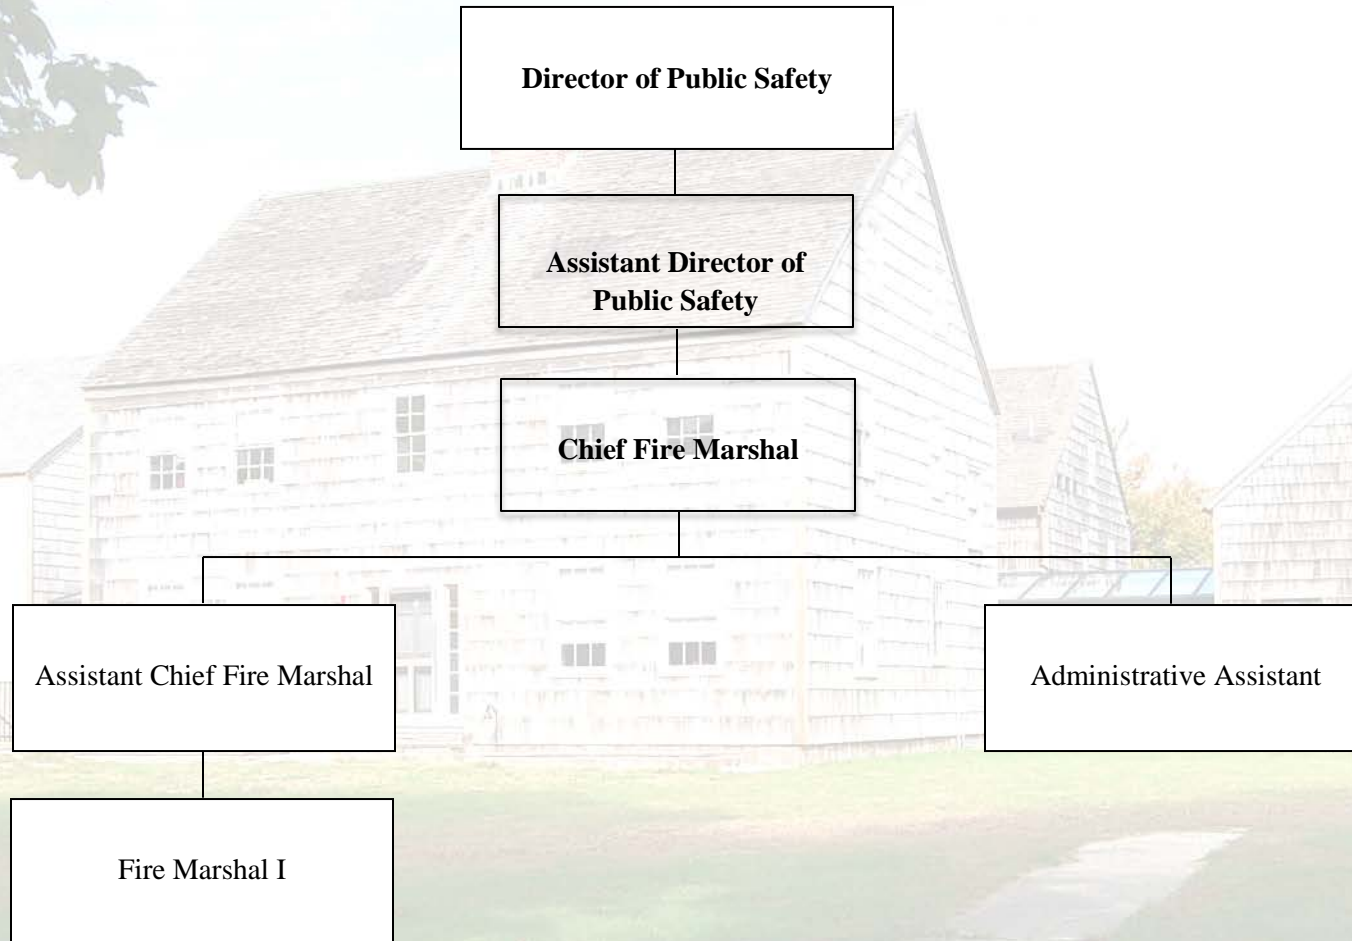 Director of Public Safety
Assistant Director of
Public Safety
Chief Fire Marshal
Assistant Chief Fire Marshal
Administrative Assistant
Fire Marshal I